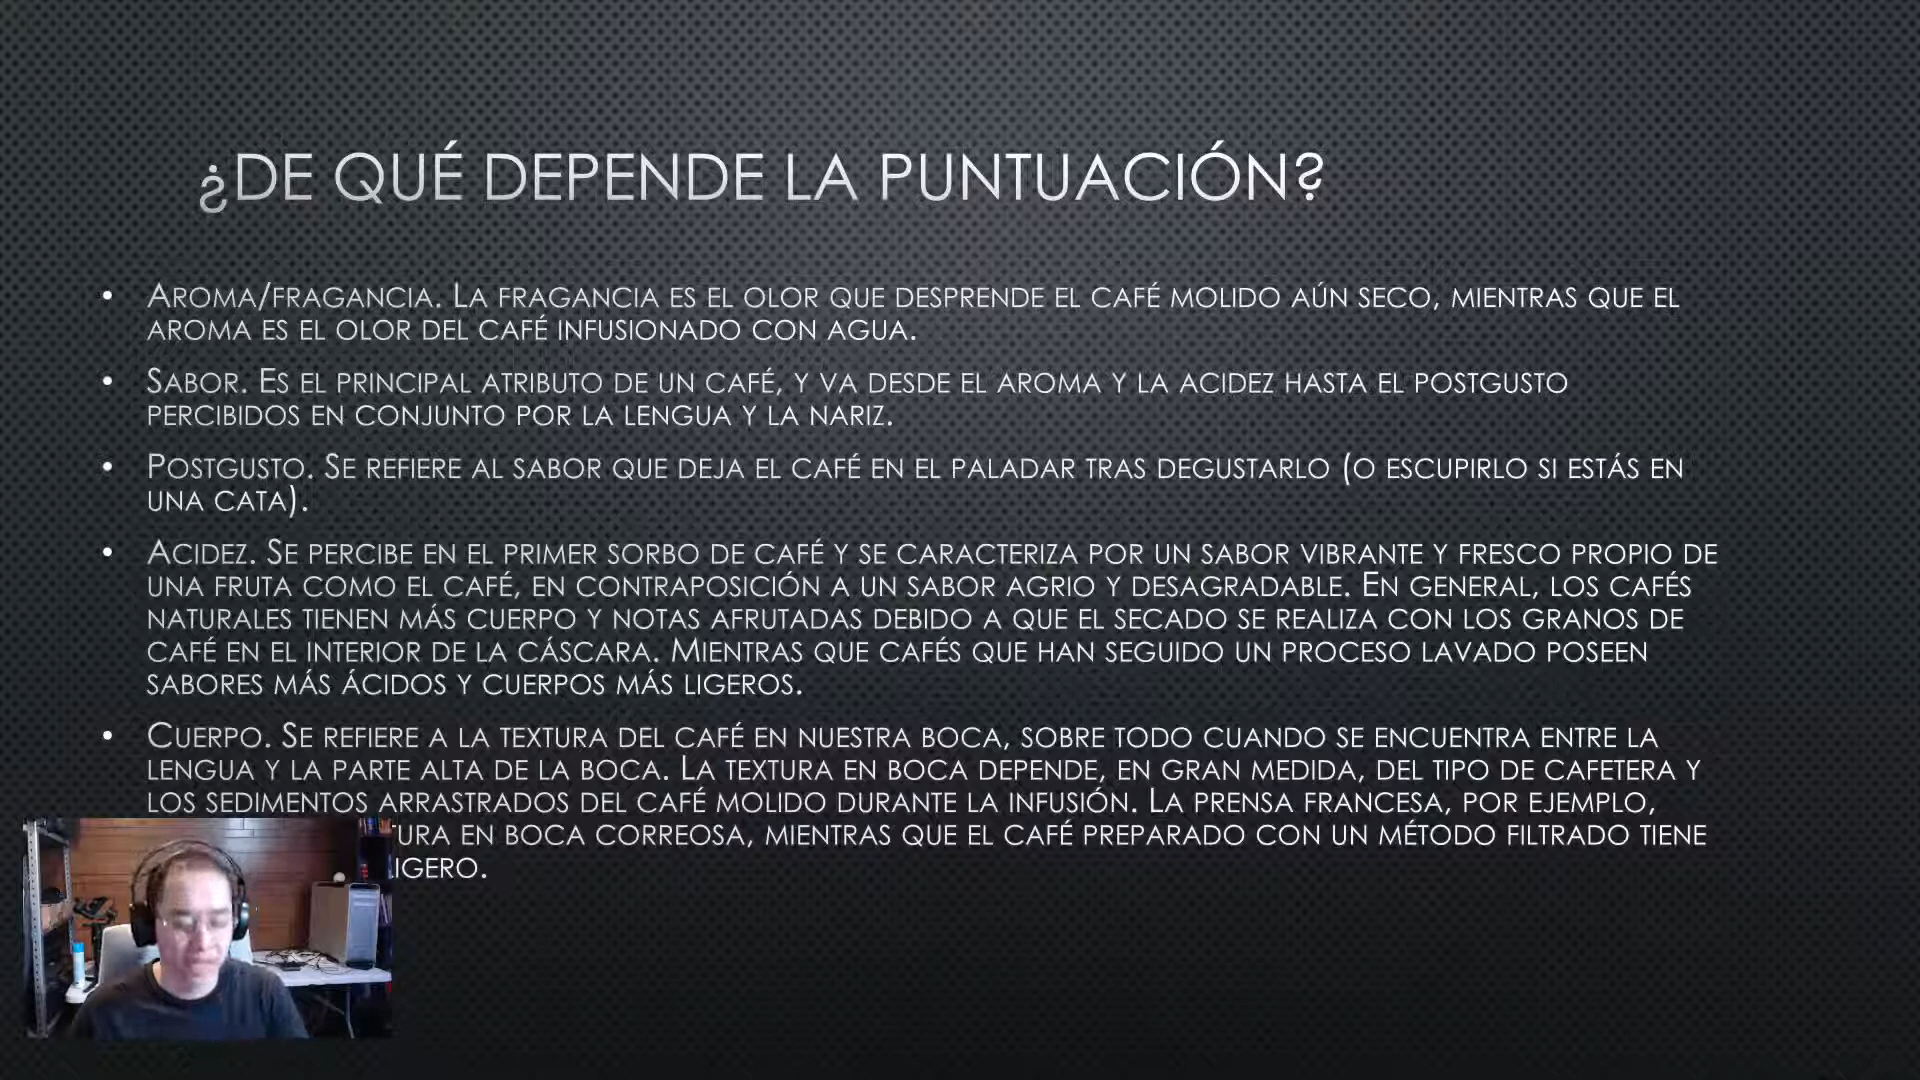 ¿DE QUÉ DEPENDE LA PUNTUACIÓN?
• AROMA/FRAGANCIA. LA FRAGANCIA ES EL OLOR QUE DESPRENDE EL CAFÉ MOLIDO AÚN SECO, MIENTRAS QUE EL
AROMA ES EL OLOR DEL CAFÉ INFUSIONADO CON AGUA.
• SABOR. ES EL PRINCIPAL ATRIBUTO DE UN CAFÉ, Y VA DESDE EL AROMA Y LA ACIDEZ HASTA EL POSTGUSTO
PERCIBIDOS EN CONJUNTO POR LA LENGUA Y LA NARIZ.
• POSTGUSTO. SE REFIERE AL SABOR QUE DEJA EL CAFÉ EN EL PALADAR TRAS DEGUSTARLO (O ESCUPIRLO SI ESTÁS EN
UNA CATA).
• ACIDEZ. SE PERCIBE EN EL PRIMER SORBO DE CAFÉ Y SE CARACTERIZA POR UN SABOR VIBRANTE Y FRESCO PROPIO DE
UNA FRUTA COMO EL CAFÉ, EN CONTRAPOSICIÓN A UN SABOR AGRIO Y DESAGRADABLE. EN GENERAL, LOS CAFÉS
NATURALES TIENEN MÁS CUERPO Y NOTAS AFRUTADAS DEBIDO A QUE EL SECADO SE REALIZA CON LOS GRANOS DE
CAFÉ EN EL INTERIOR DE LA CÁSCARA. MIENTRAS QUE CAFÉS QUE HAN SEGUIDO UN PROCESO LAVADO POSEEN
SABORES MÁS ÁCIDOS Y CUERPOS MÁS LIGEROS.
• CUERPO. SE REFIERE A LA TEXTURA DEL CAFÉ EN NUESTRA BOCA, SOBRE TODO CUANDO SE ENCUENTRA ENTRE LA
LENGUA Y LA PARTE ALTA DE LA BOCA. LA TEXTURA EN BOCA DEPENDE, EN GRAN MEDIDA, DEL TIPO DE CAFETERA Y
LOS SEDIMENTOS ARRASTRADOS DEL CAFÉ MOLIDO DURANTE LA INFUSIÓN. LA PRENSA FRANCESA, POR EJEMPLO,
TURA EN BOCA CORREOSA, MIENTRAS QUE EL CAFÉ PREPARADO CON UN MÉTODO FILTRADO TIENE
IGERO.